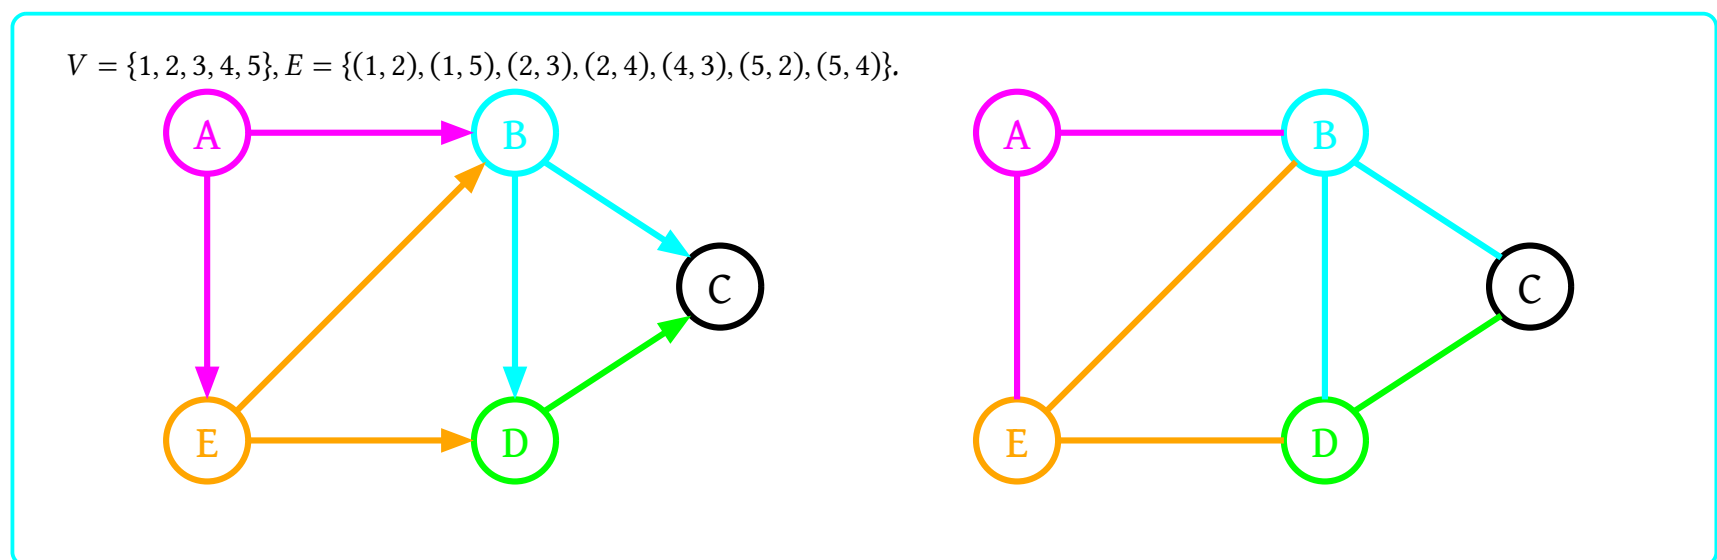 V = {1, 2, 3, 4, 5}, E = {(1, 2), (1, 5), (2, 3), (2, 4), (4, 3), (5, 2), (5, 4)}.
A B A B
C C
E D E D